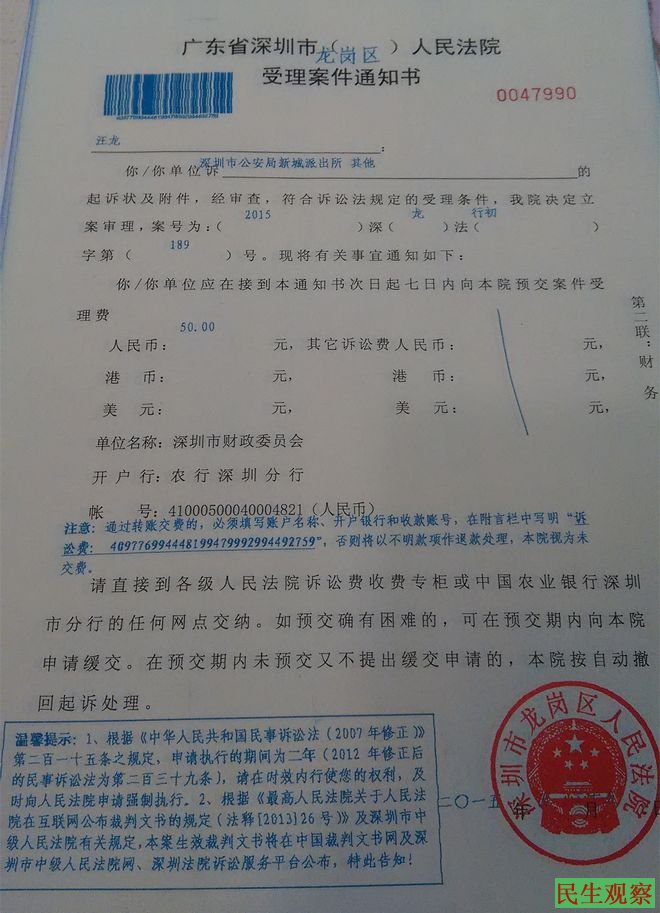 广东省深圳市（龙岗区）人民法院
受理案件通知书
0047990
汪龙：
你/你单位诉深圳市公安局新城派出所 其他的
起诉状及附件，经审查，符合诉讼法规定的受理条件，我院决定立
案审理，案号为：（2015）深（龙）法（行初）
字第（189）号。现将有关事宜通知如下：
你/你单位应在接到本通知书次日起七日内向本院预交案件受
理费
人民币：50.00元，其它诉讼费人民币：元，
港 币：元， 港 币：元，
美 元：元， 美 元：元，
单位名称：深圳市财政委员会
开户行：农行深圳分行
帐 号：41000500040004821（人民币）
注意：通过转账交费的，必须填写账户名称、开户银行和收款账号，在附言栏中写明“诉
讼费：40977699444819947999299449２759”，否则将以不明款项作退款处理，本院视为未
交费。
请直接到各级人民法院诉讼费收费专柜或中国农业银行深圳
市分行的任何网点交纳。如预交确有困难的，可在预交期内向本院
申请缓交。在预交期内未预交又不提出缓交申请的，本院按自动撤
回起诉处理。
第二联：财务
温馨提示：1、根据《中华人民共和国民事诉讼法（2007年修正）》
第二百一十五条之规定，申请执行的期间为二年（2012年修正后
的民事诉讼法为第二百三十九条），请在时效内行使您的权利，及
时向人民法院申请强制执行。2、根据《最高人民法院关于人民法
院在互联网公布裁判文书的规定（法释[2013]26号）》及深圳市中
级人民法院有关规定，本案生效裁判文书将在中国裁判文书网及深
圳市中级人民法院网、深圳法院诉讼服务平台公布，特此告知！
二〇一五
深圳市龙岗区人民法院
民生观察